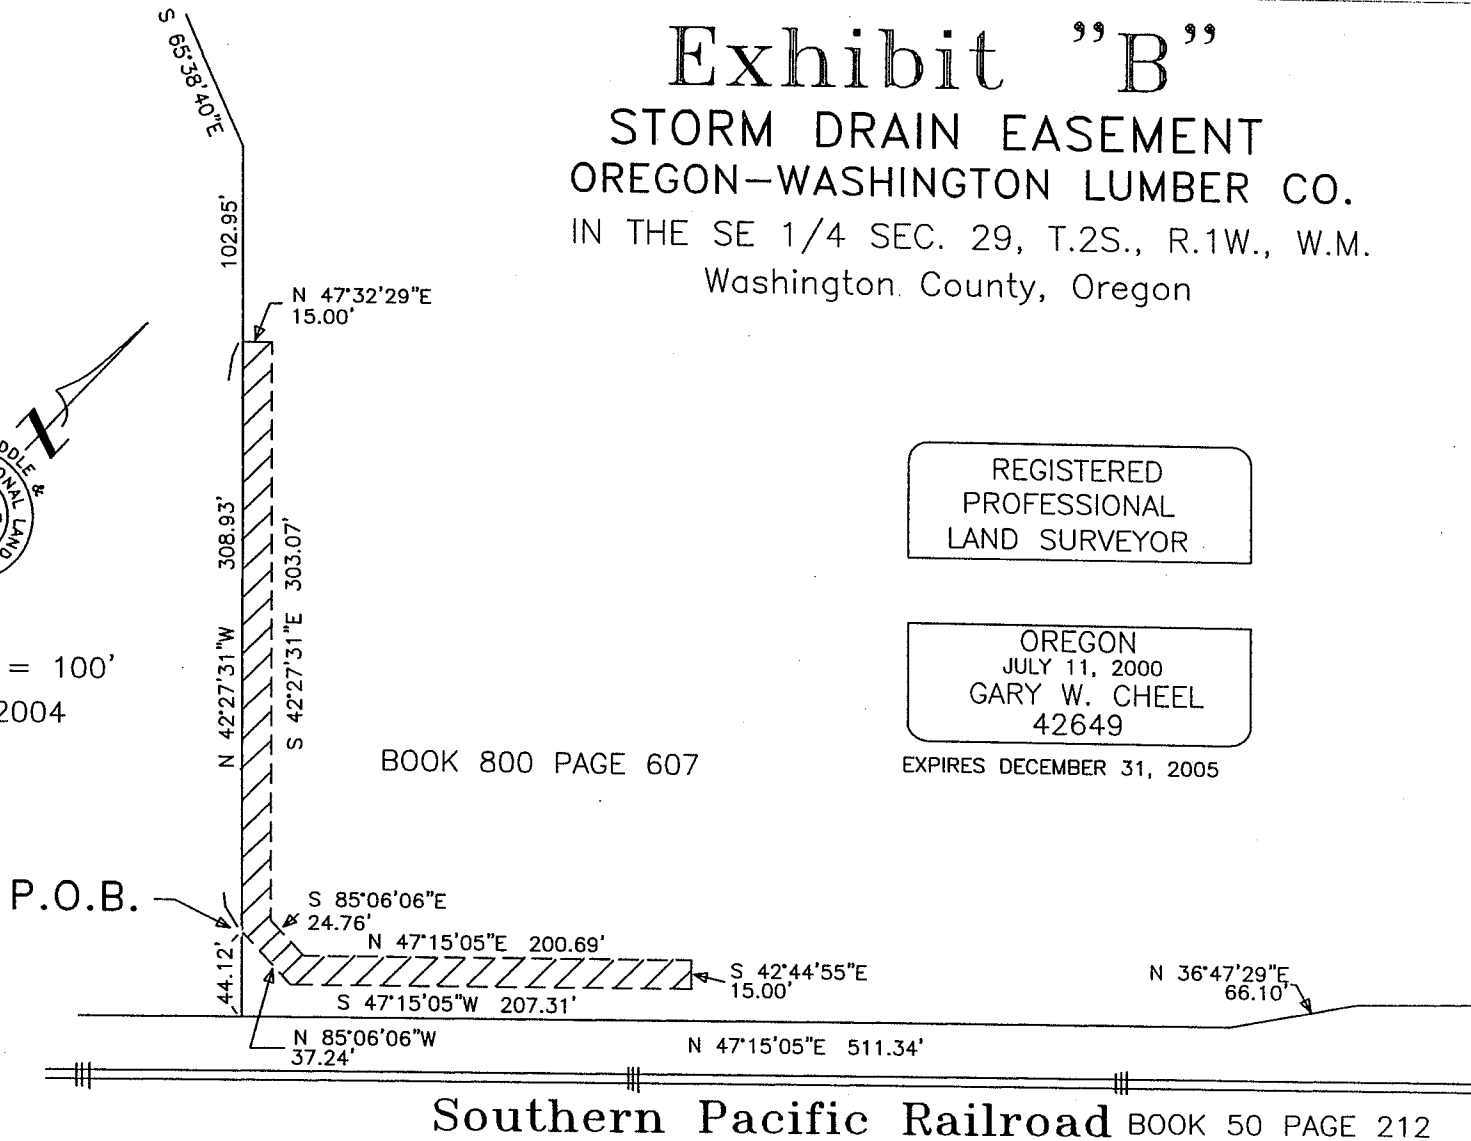 Exhibit "B"
STORM DRAIN EASEMENT
OREGON-WASHINGTON LUMBER CO.
IN THE SE 1/4 SEC. 29, T.2S., R.1W., W.M.
Washington County, Oregon
S 65°38'40"E
102.95'
N 47°32'29"E
15.00'
N
& 
ONAL LAND
308.93'
N 42°27'31"W
S 42°27'31"E 303.07'
= 100'
2004
REGISTERED
PROFESSIONAL
LAND SURVEYOR
OREGON
JULY 11, 2000
GARY W. CHEEL
42649
EXPIRES DECEMBER 31, 2005
BOOK 800 PAGE 607
P.O.B.
S 85°06'06"E
24.76'
N 47°15'05"E 200.69'
S 42°44'55"E
15.00'
44.12'
S 47°15'05"W 207.31'
N 85°06'06"W
37.24'
N 47°15'05"E 511.34'
N 36°47'29"E
66.10'
Southern Pacific Railroad BOOK 50 PAGE 212